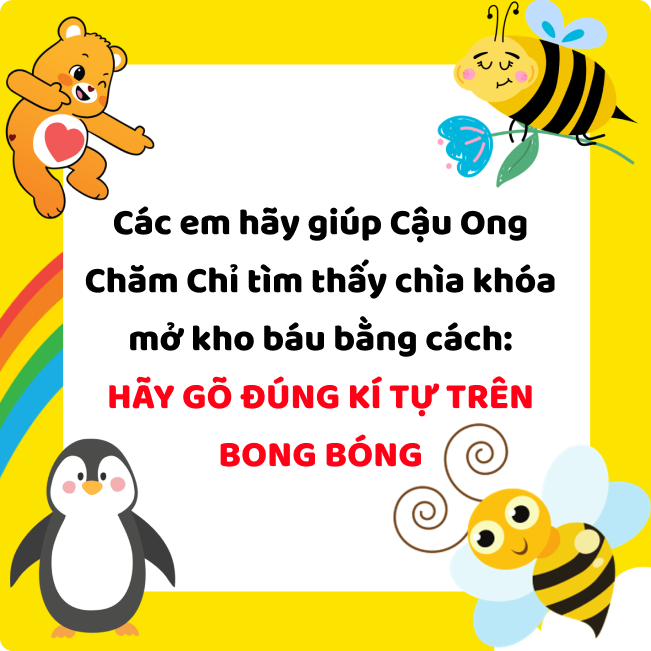 Các em hãy giúp Cậu Ong
Chăm Chỉ tìm thấy chìa khóa
mở kho báu bằng cách:
HÃY GÕ ĐÚNG KÍ TỰ TRÊN
BONG BÓNG